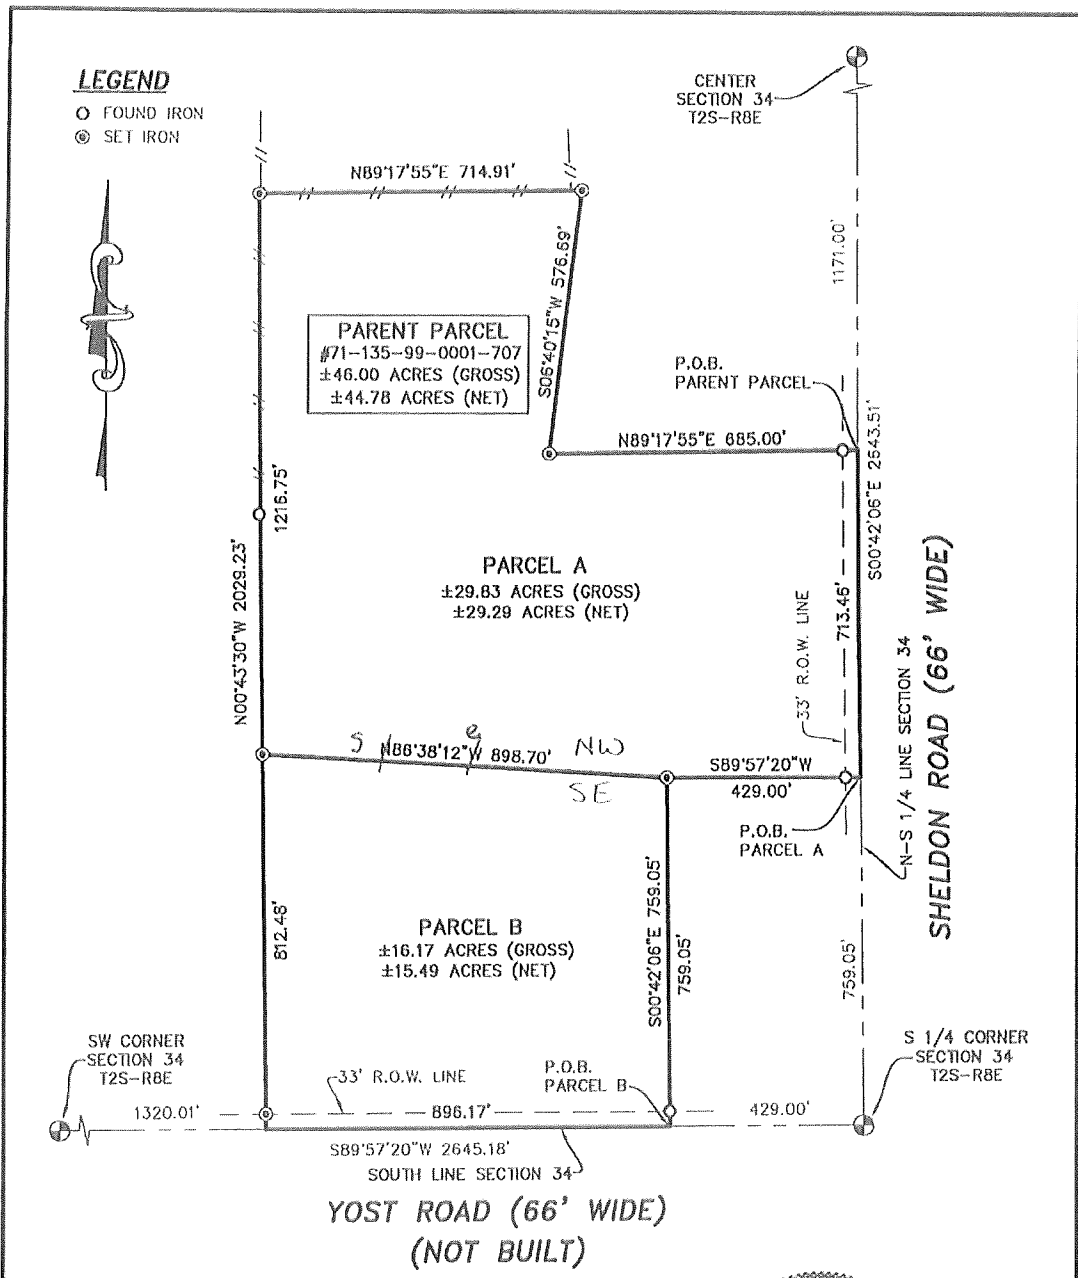 LEGEND
FOUND IRON
SET IRON
CENTER
SECTION 34
T2S-R8E
N89°17'55"E 714.91'
1171.00'
S06°40'15"W 576.69'
PARENT PARCEL
#71-135-99-0001-707
±46.00 ACRES (GROSS)
±44.78 ACRES (NET)
P.O.B.
PARENT PARCEL
N89°17'55"E 685.00'
S00°42'06"E 2643.51'
1216.75'
N00°43'30"W 2029.23'
PARCEL A
±29.83 ACRES (GROSS)
±29.29 ACRES (NET)
33' R.O.W. LINE
713.46'
N-S 1/4 LINE SECTION 34
SHELDON ROAD (66' WIDE)
S e NW
N86°38'12"W 898.70'
SE
S89°57'20"W
429.00'
P.O.B.
PARCEL A
812.48'
PARCEL B
±16.17 ACRES (GROSS)
±15.49 ACRES (NET)
S00°42'06"E 759.05'
759.05'
759.05'
SW CORNER
SECTION 34
T2S-R8E
S 1/4 CORNER
SECTION 34
T2S-R8E
33' R.O.W. LINE
P.O.B.
PARCEL B
1320.01'
896.17'
429.00'
S89°57'20"W 2645.18'
SOUTH LINE SECTION 34
YOST ROAD (66' WIDE)
(NOT BUILT)